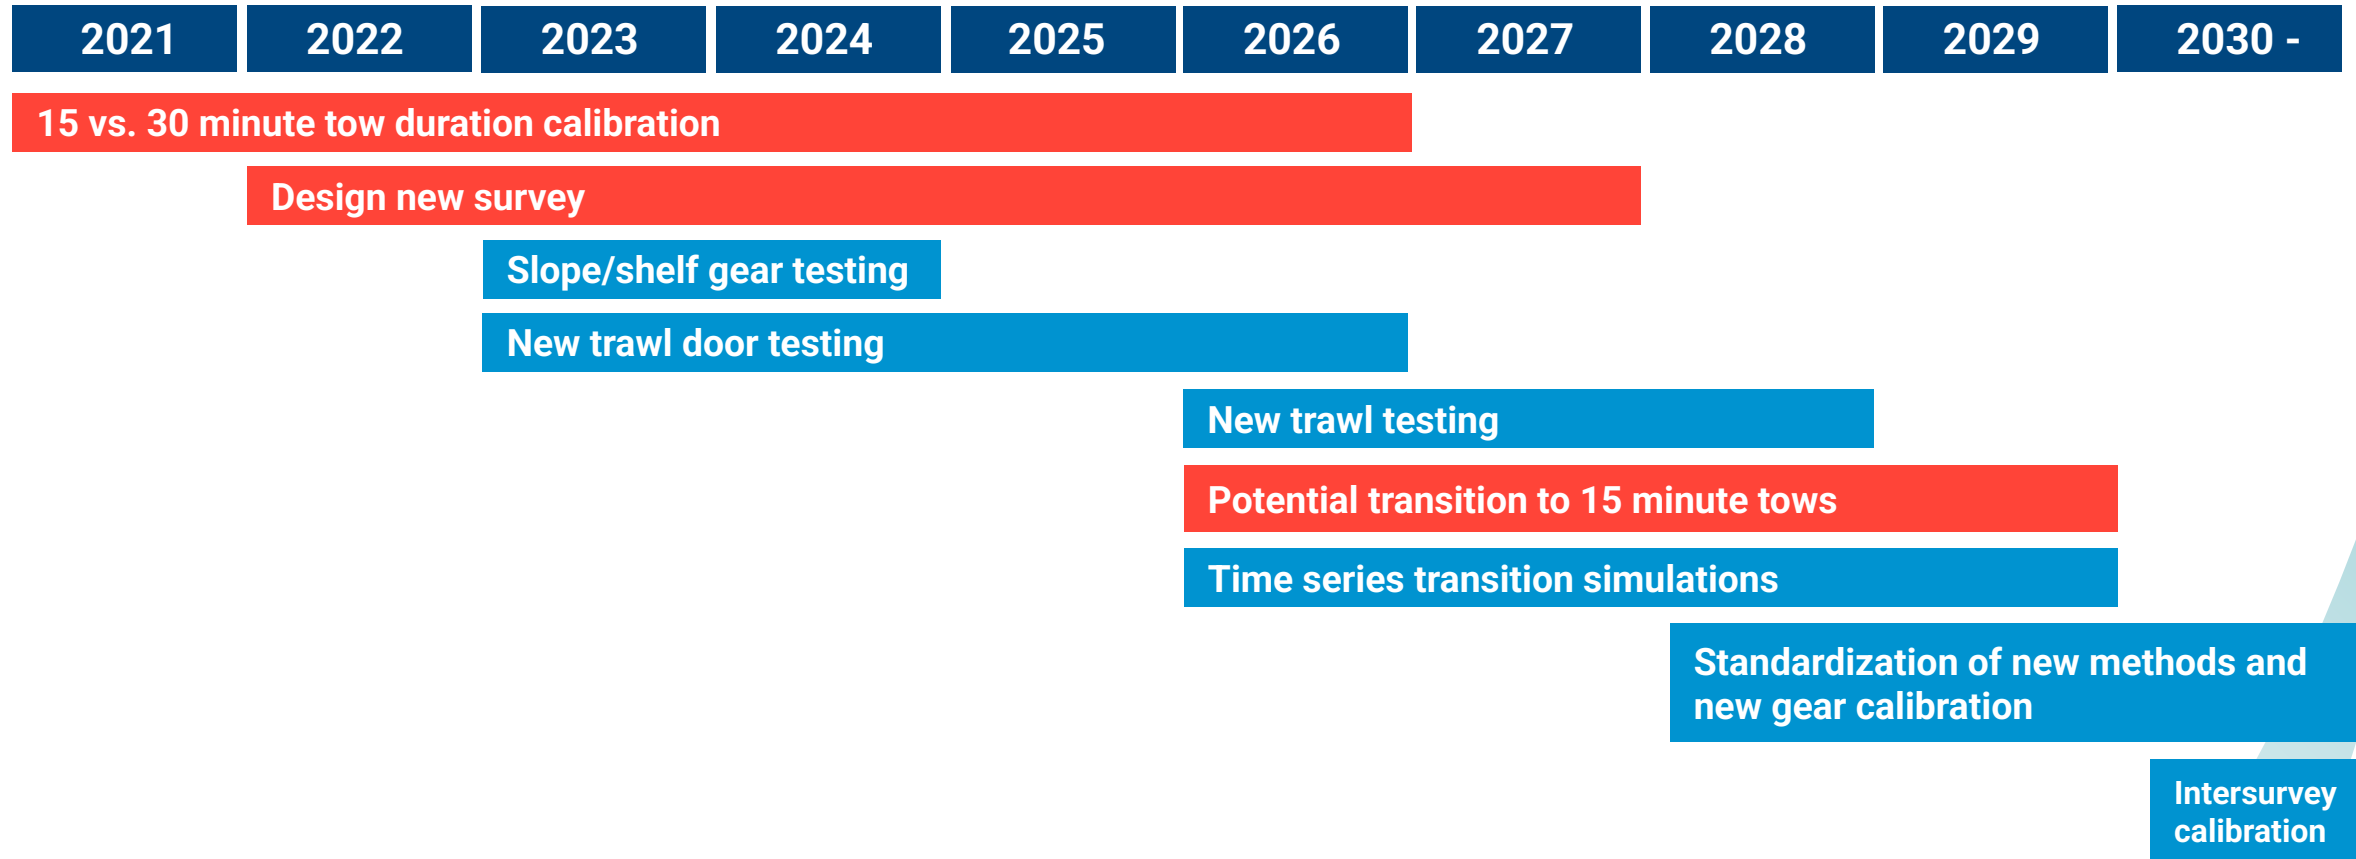 2021 2022 2023 2024 2025 2026 2027 2028 2029 2030 -
15 vs. 30 minute tow duration calibration
Design new survey
Slope/shelf gear testing
New trawl door testing
New trawl testing
Potential transition to 15 minute tows
Time series transition simulations
Standardization of new methods and
new gear calibration
Intersurvey
calibration